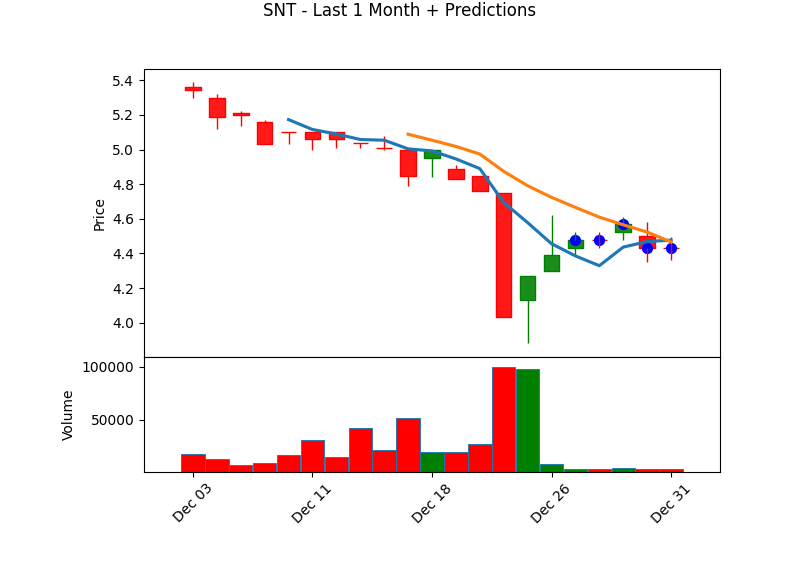 SNT - Last 1 Month + Predictions
5.4
5.2
5.0
4.8
4.6
4.4
4.2
4.0
Price
100000
50000
Volume
Dec 03
Dec 11
Dec 18
Dec 26
Dec 31